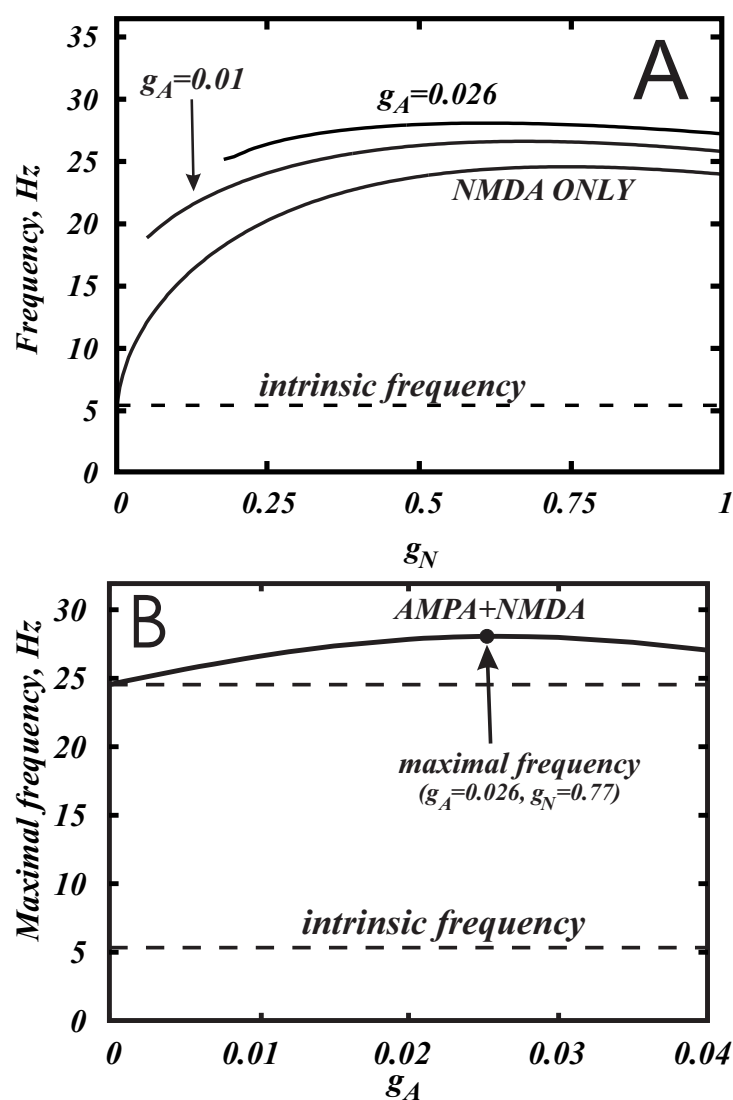 A
35
30
25
20
15
10
5
0
Frequency, Hz
g_A=0.01
g_A=0.026
NMDA ONLY
intrinsic frequency
0 0.25 0.5 0.75 1
g_N
B
30
25
20
15
10
5
0
Maximal frequency, Hz
AMPA+NMDA
maximal frequency
(g_A=0.026, g_N=0.77)
intrinsic frequency
0 0.01 0.02 0.03 0.04
g_A